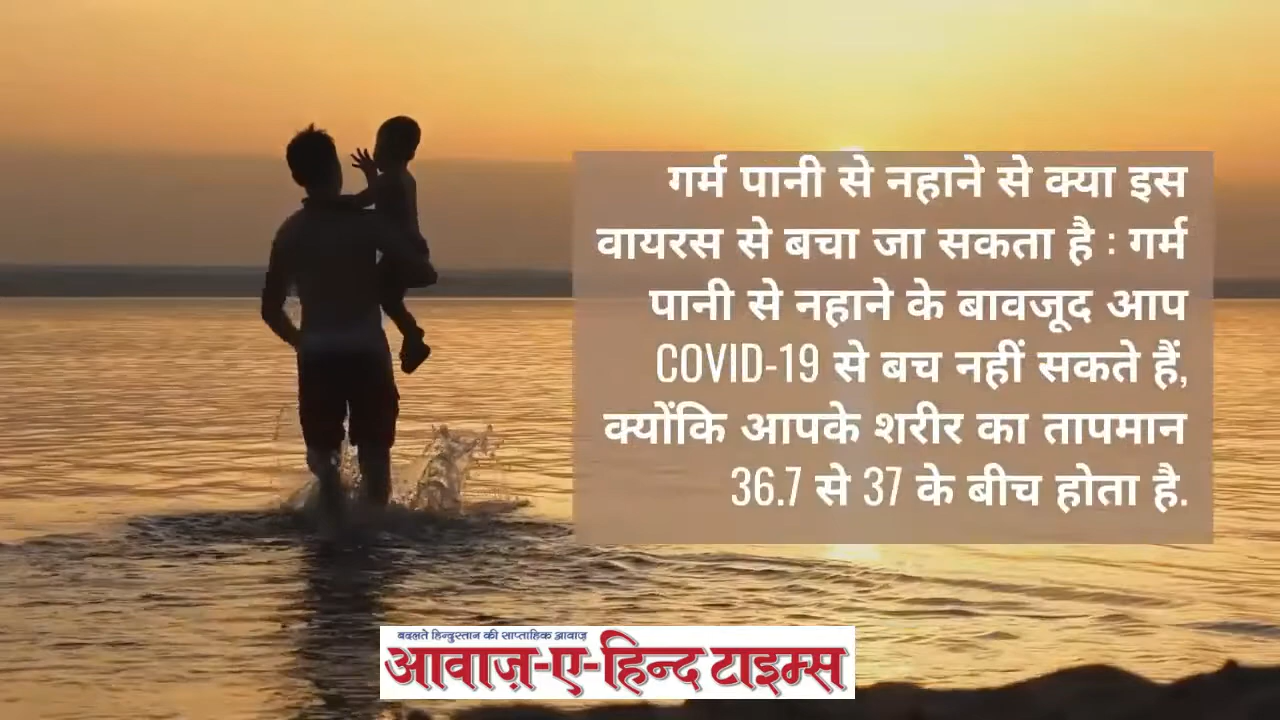 गर्म पानी से नहाने से क्या इस
वायरस से बचा जा सकता है : गर्म
पानी से नहाने के बावजूद आप
COVID-19 से बच नहीं सकते हैं,
क्योंकि आपके शरीर का तापमान
36.7 से 37 के बीच होता है.
बदलते हिन्दुस्तान की साप्ताहिक आवाज़
आवाज़-ए-हिन्द टाइम्स